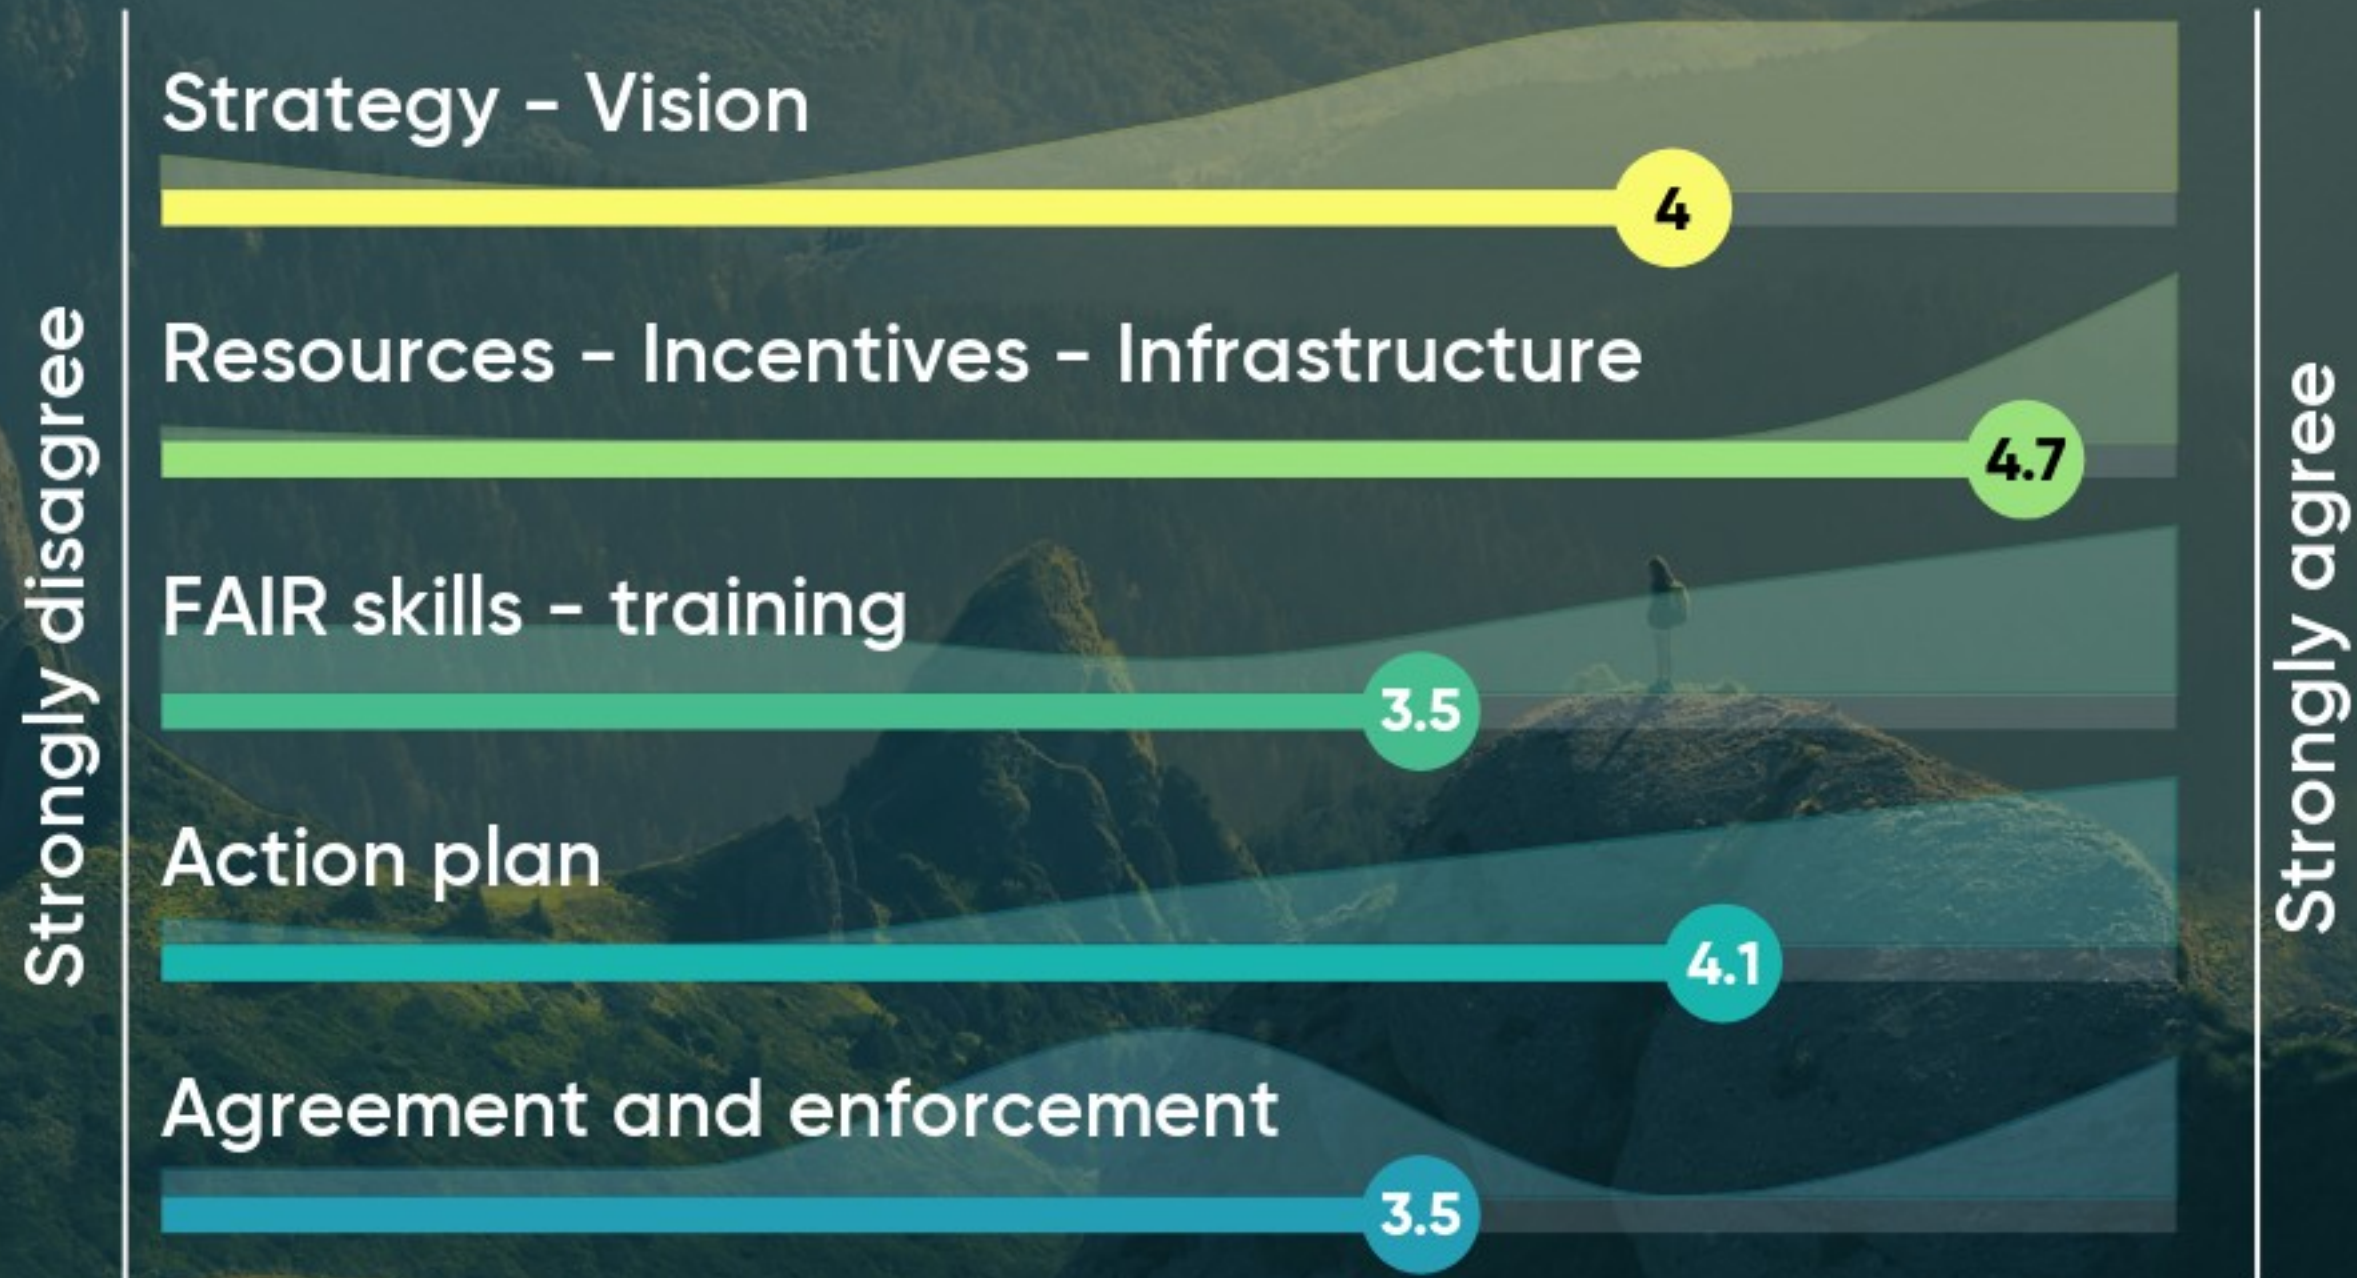 Strongly disagree
Strategy - Vision
4
Resources - Incentives - Infrastructure
4.7
FAIR skills - training
3.5
Action plan
4.1
Agreement and enforcement
3.5
Strongly agree